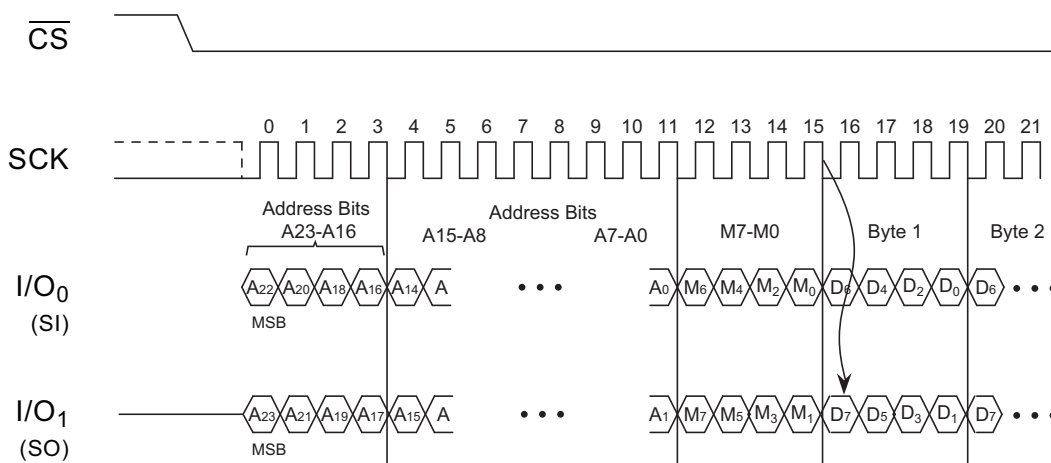 CS
0 1 2 3 4 5 6 7 8 9 10 11 12 13 14 15 16 17 18 19 20 21
SCK
Address Bits
A23-A16
Address Bits
A15-A8 A7-A0 M7-M0 Byte 1 Byte 2
I/O0 A22 A20 A18 A16 A14 A • • • A0 M6 M4 M2 M0 D6 D4 D2 D0 D6 • • •
(SI) MSB
I/O1 A23 A21 A19 A17 A15 A • • • A1 M7 M5 M3 M1 D7 D5 D3 D1 D7 • • •
(SO) MSB